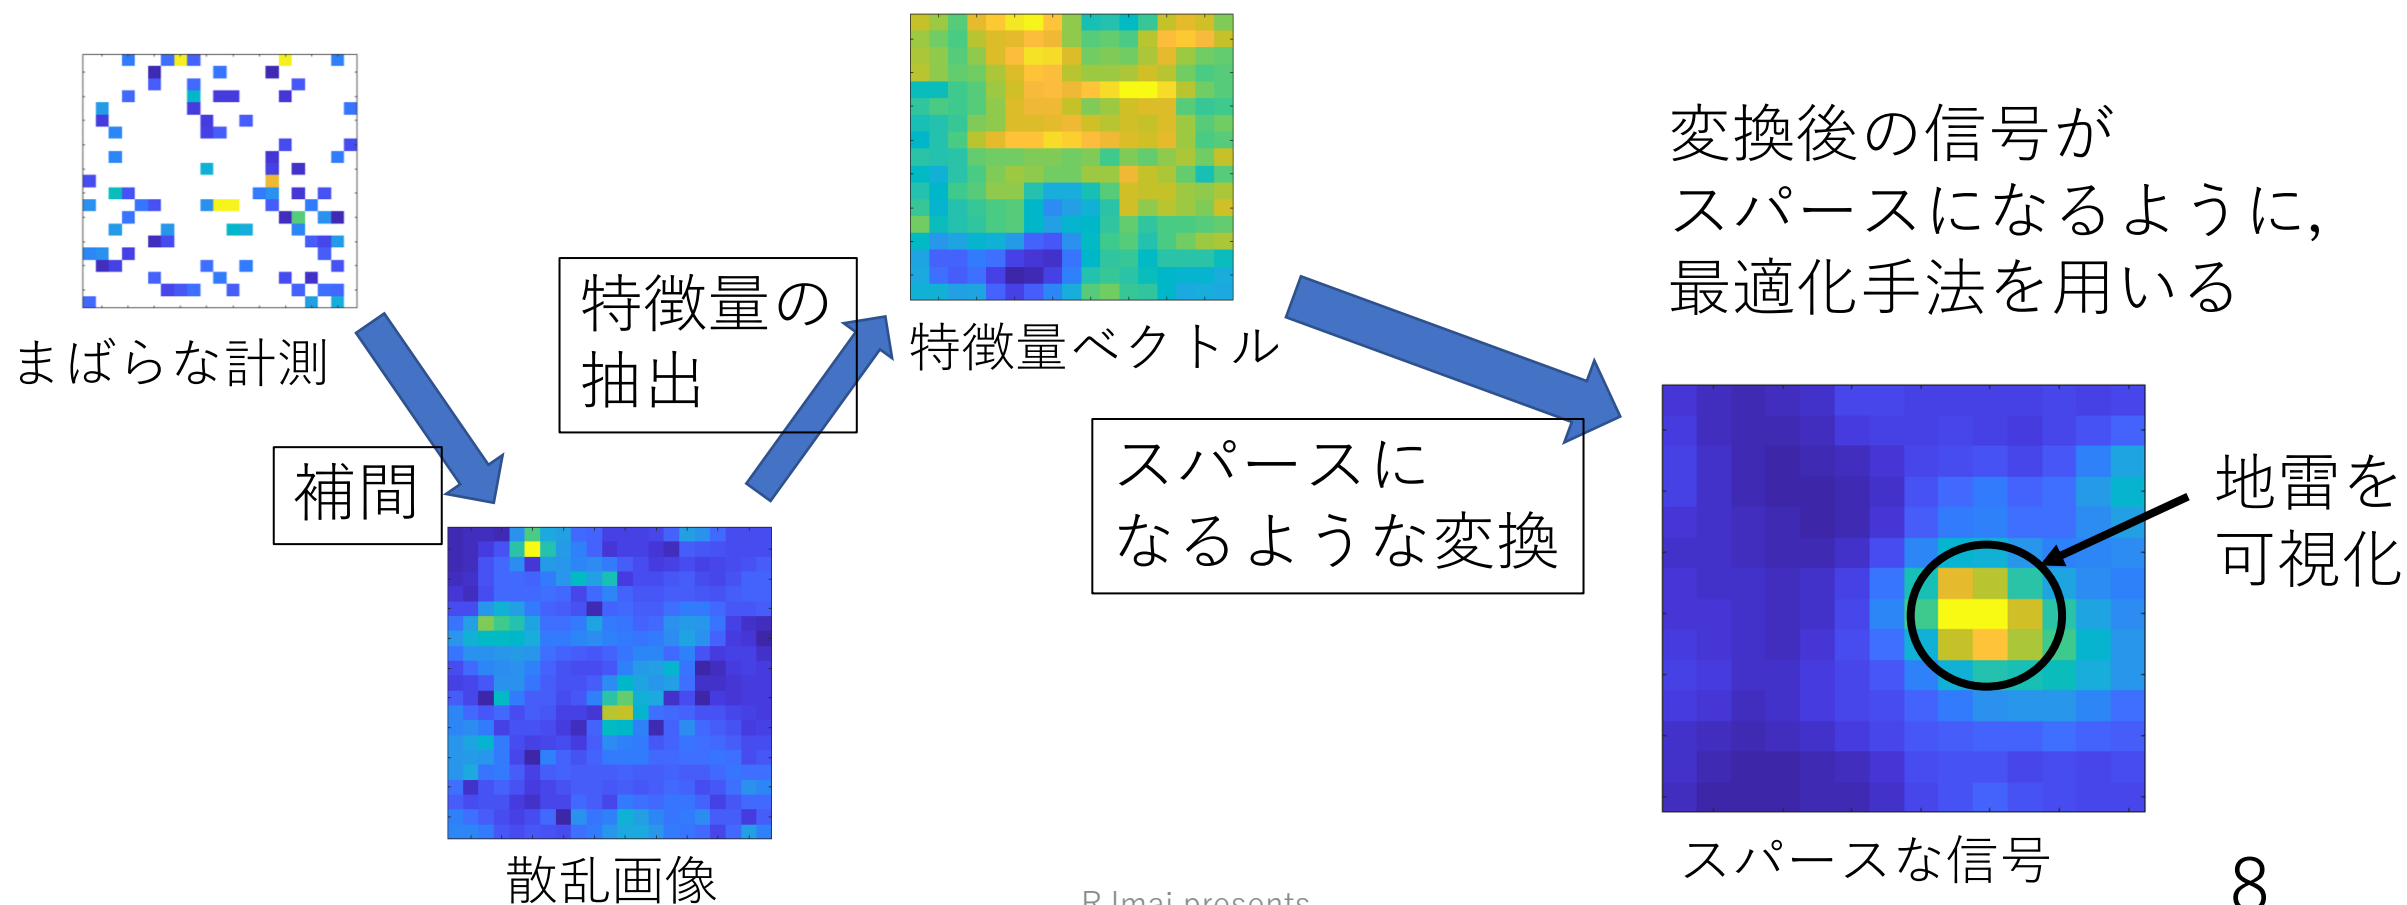 まばらな計測
補間
散乱画像
特徴量の
抽出
特徴量ベクトル
スパースに
なるような変換
変換後の信号が
スパースになるように,
最適化手法を用いる
地雷を
可視化
スパースな信号
R.Imai presents
8